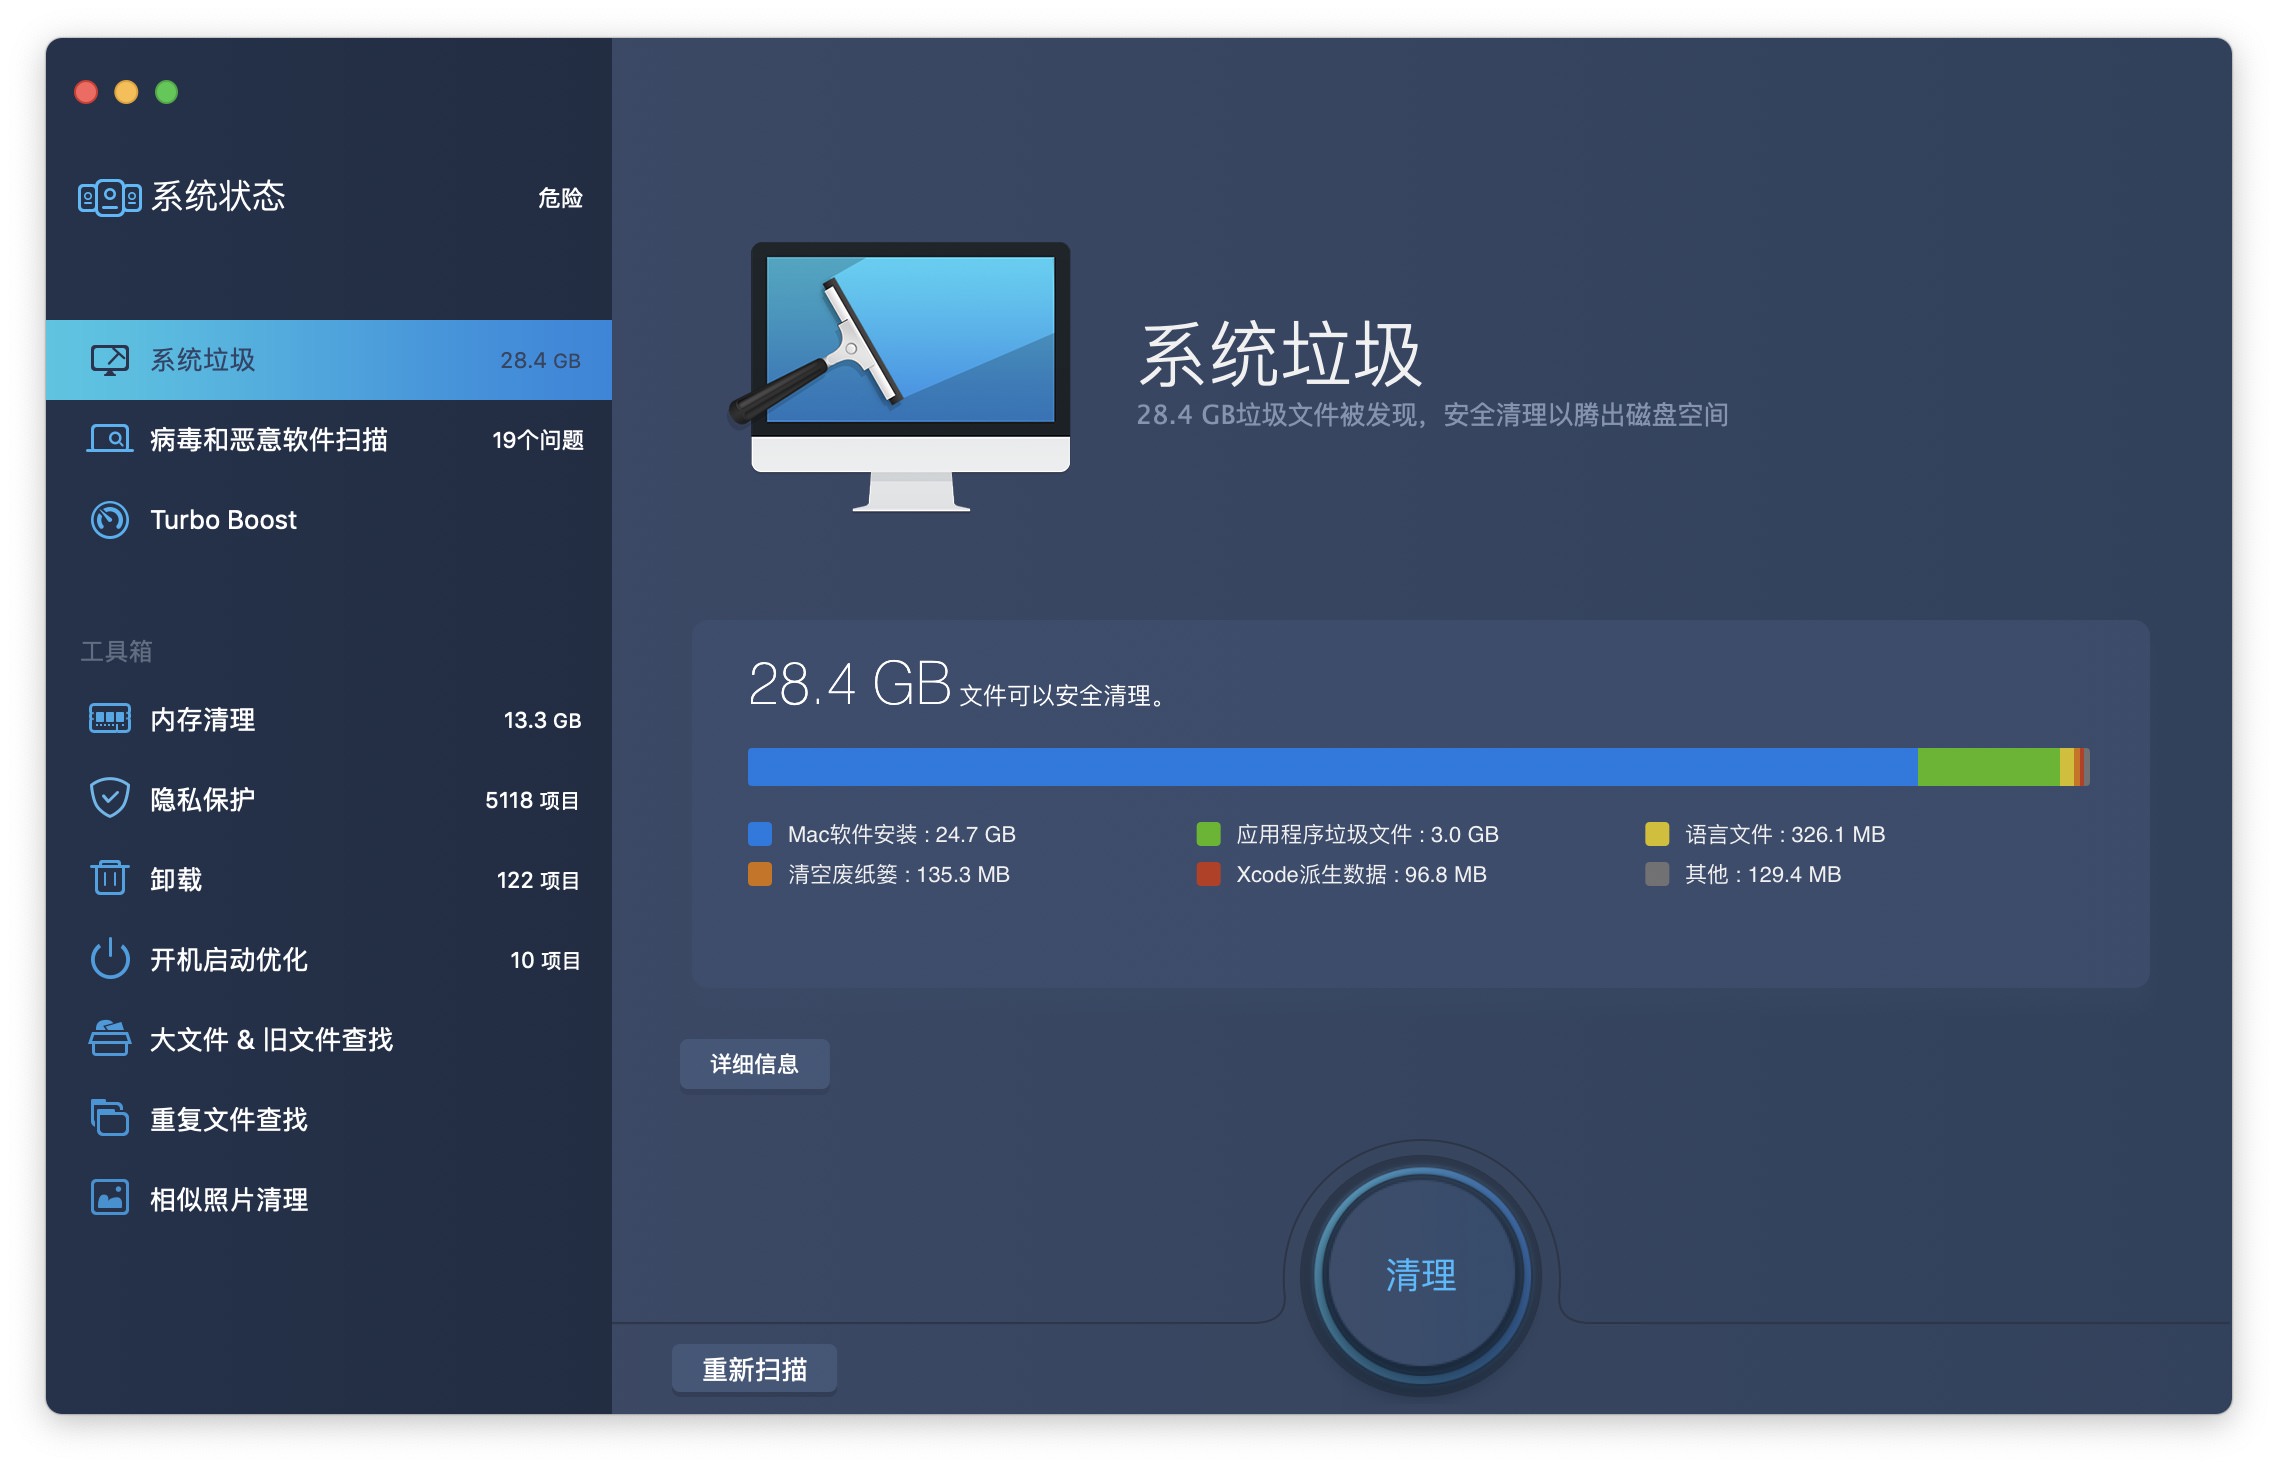 系统状态 危险
系统垃圾 28.4 GB
病毒和恶意软件扫描 19个问题
Turbo Boost
工具箱
内存清理 13.3 GB
隐私保护 5118 项目
卸载 122 项目
开机启动优化 10 项目
大文件 & 旧文件查找
重复文件查找
相似照片清理
系统垃圾
28.4 GB垃圾文件被发现，安全清理以腾出磁盘空间
28.4 GB 文件可以安全清理。
Mac软件安装 : 24.7 GB 应用程序垃圾文件 : 3.0 GB 语言文件 : 326.1 MB
清空废纸篓 : 135.3 MB Xcode派生数据 : 96.8 MB 其他 : 129.4 MB
详细信息
清理
重新扫描